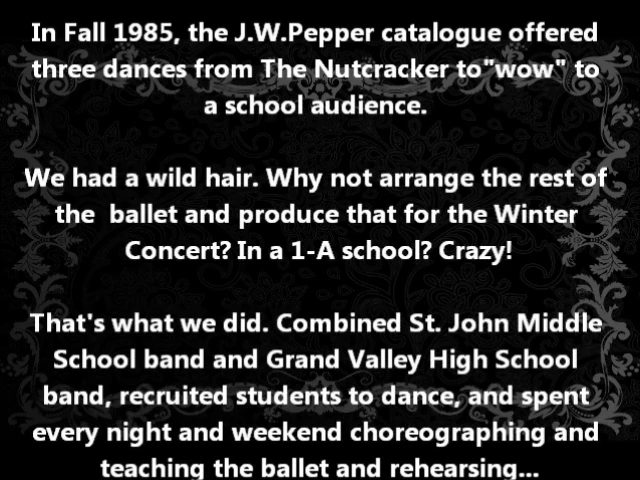 In Fall 1985, the J.W.Pepper catalogue offered
three dances from The Nutcracker to"wow" to
a school audience.
We had a wild hair. Why not arrange the rest of
the ballet and produce that for the Winter
Concert? In a 1-A school? Crazy!
That's what we did. Combined St. John Middle
School band and Grand Valley High School
band, recruited students to dance, and spent
every night and weekend choreographing and
teaching the ballet and rehearsing...